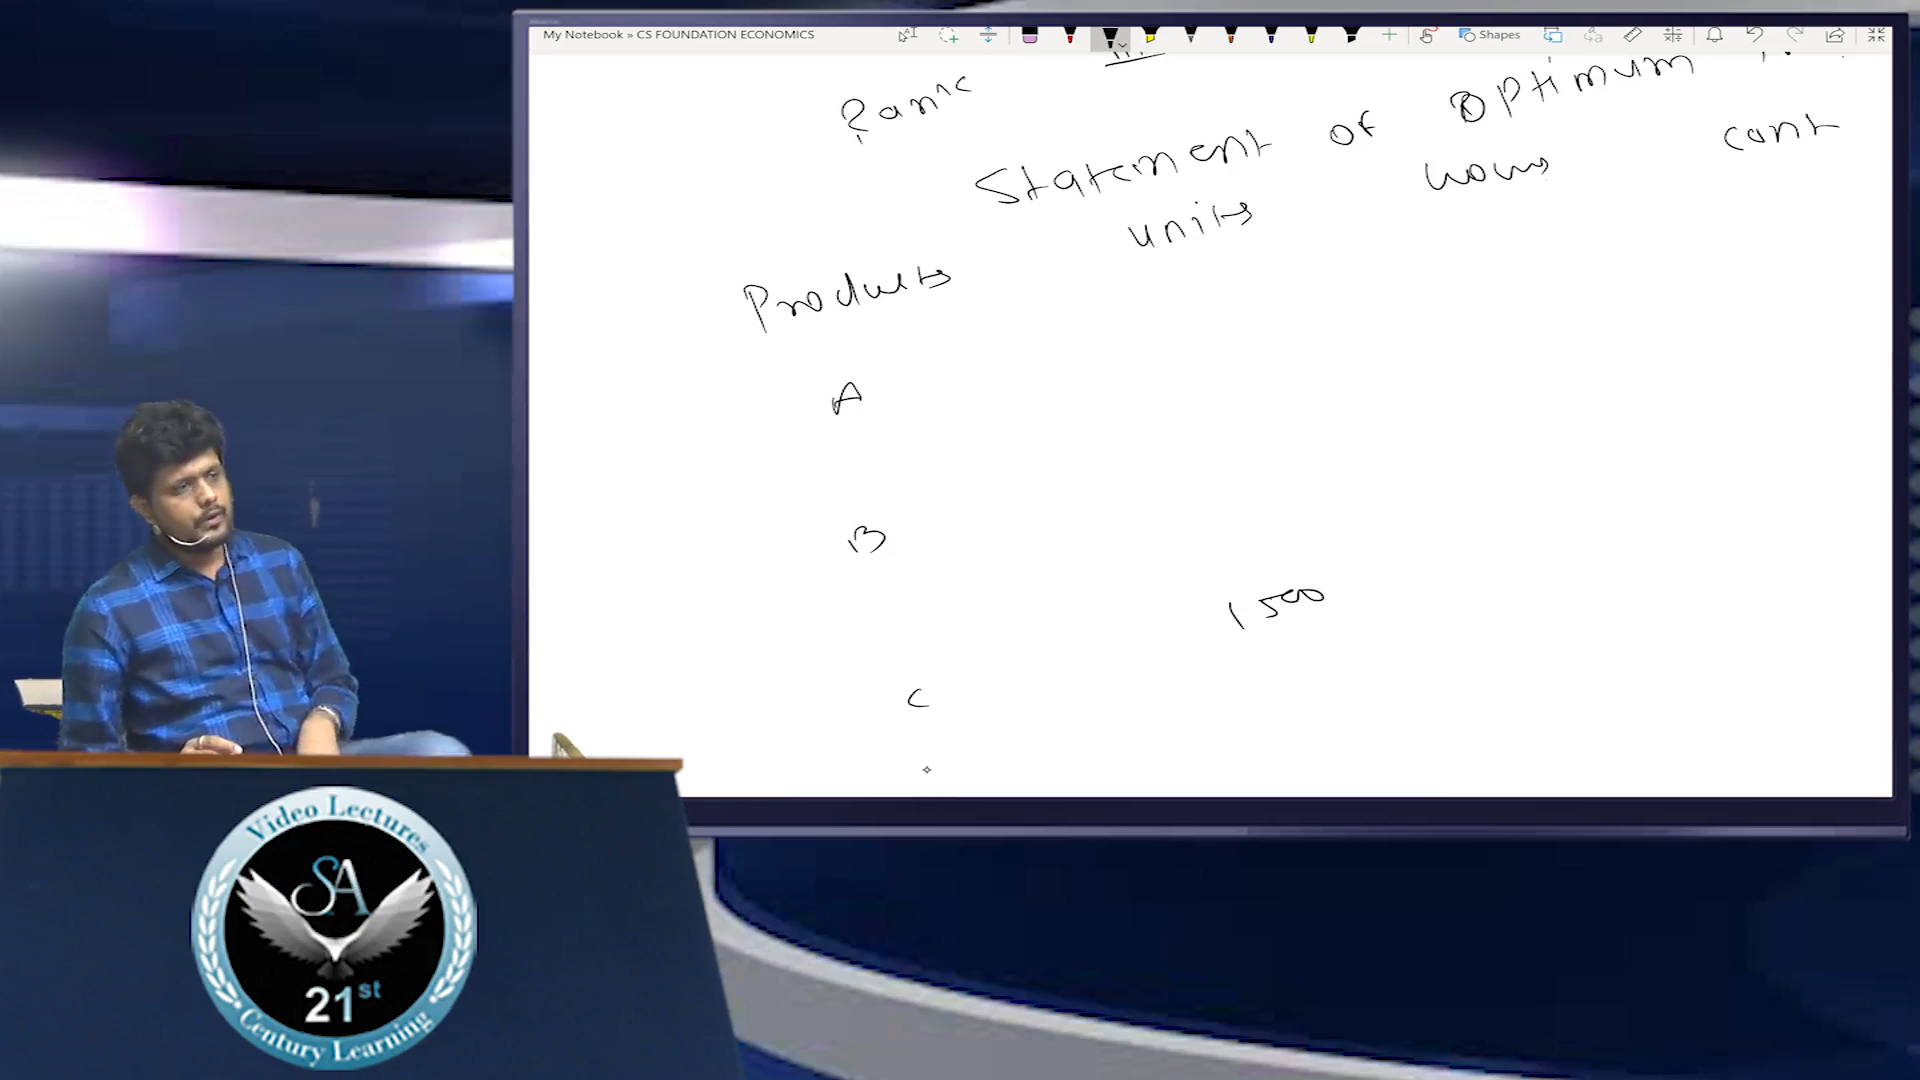 My Notebook » CS FOUNDATION ECONOMICS
Shapes
Rank III
Statement of Optimum
Products units hours cont
A
B
1500
C
Video Lectures
SA
21st
Century Learning